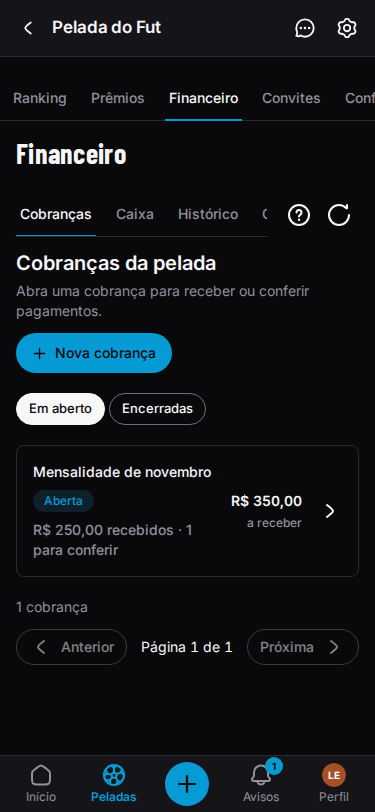 Pelada do Fut
Ranking Prêmios Financeiro Convites Conf
Financeiro
Cobranças Caixa Histórico
Cobranças da pelada
Abra uma cobrança para receber ou conferir
pagamentos.
+ Nova cobrança
Em aberto Encerradas
Mensalidade de novembro
Aberta
R$ 350,00
a receber
R$ 250,00 recebidos · 1
para conferir
1 cobrança
Anterior Página 1 de 1 Próxima
1
LE
Início Peladas Avisos Perfil